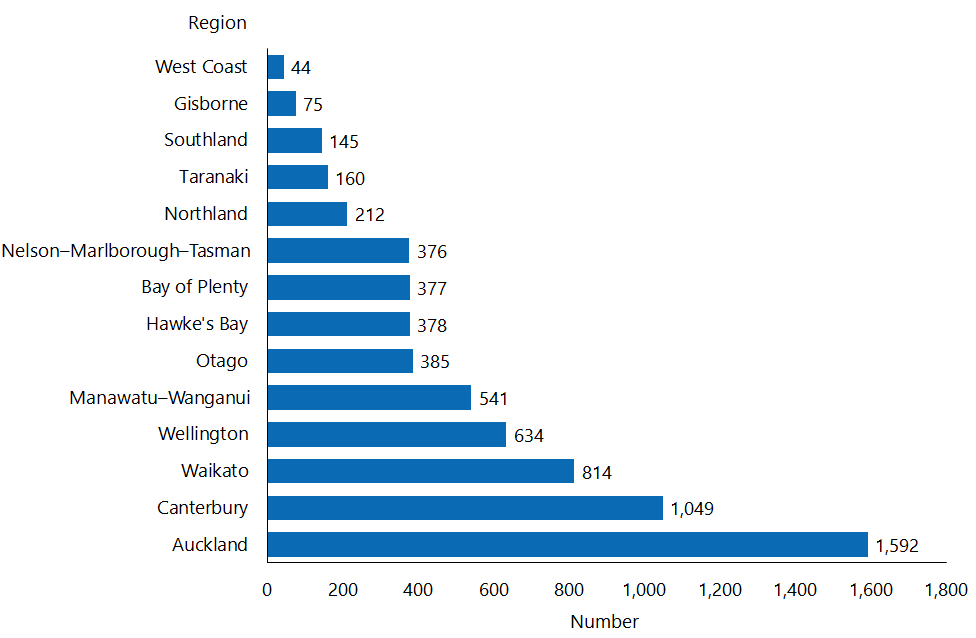 Region
West Coast 44
Gisborne 75
Southland 145
Taranaki 160
Northland 212
Nelson–Marlborough–Tasman 376
Bay of Plenty 377
Hawke's Bay 378
Otago 385
Manawatu–Wanganui 541
Wellington 634
Waikato 814
Canterbury 1,049
Auckland 1,592
0 200 400 600 800 1,000 1,200 1,400 1,600 1,800
Number